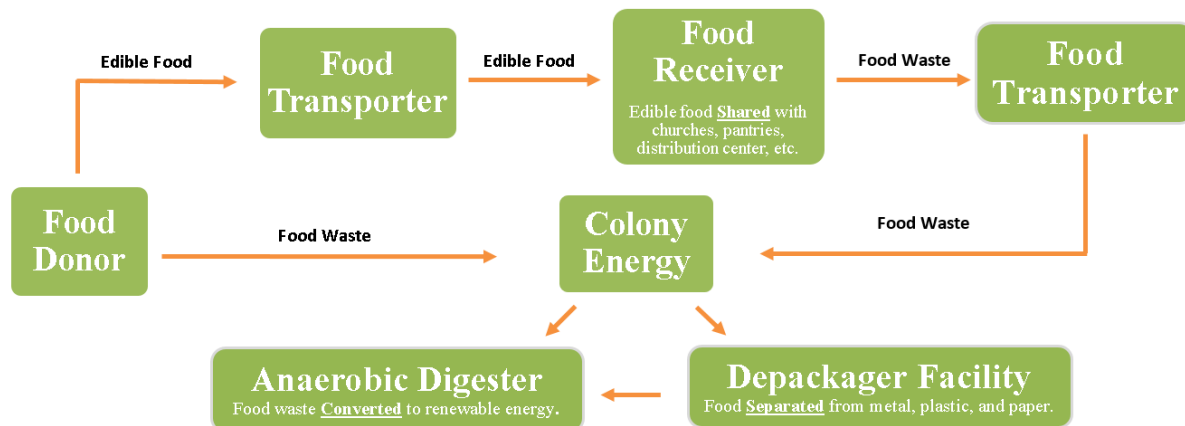 Edible Food
Food
Transporter
Edible Food
Food
Receiver
Edible food Shared with
churches, pantries,
distribution center, etc.
Food Waste
Food
Transporter
Food
Donor
Food Waste
Colony
Energy
Food Waste
Anaerobic Digester
Food waste Converted to renewable energy.
Depackager Facility
Food Separated from metal, plastic, and paper.